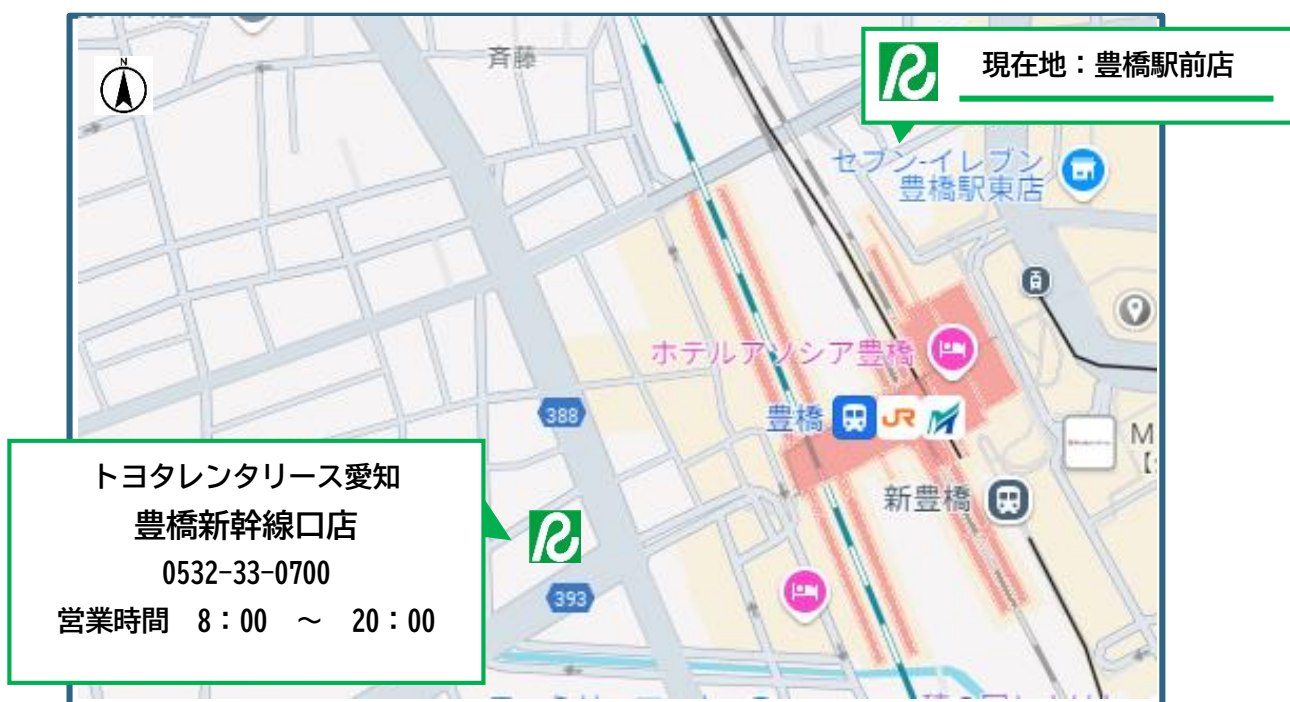 N
斉藤
現在地：豊橋駅前店
セブン-イレブン
豊橋駅東店
ホテルアソシア豊橋
388
豊橋
JR
新豊橋
M
393
トヨタレンタリース愛知
豊橋新幹線口店
0532-33-0700
営業時間　8：00　～　20：00